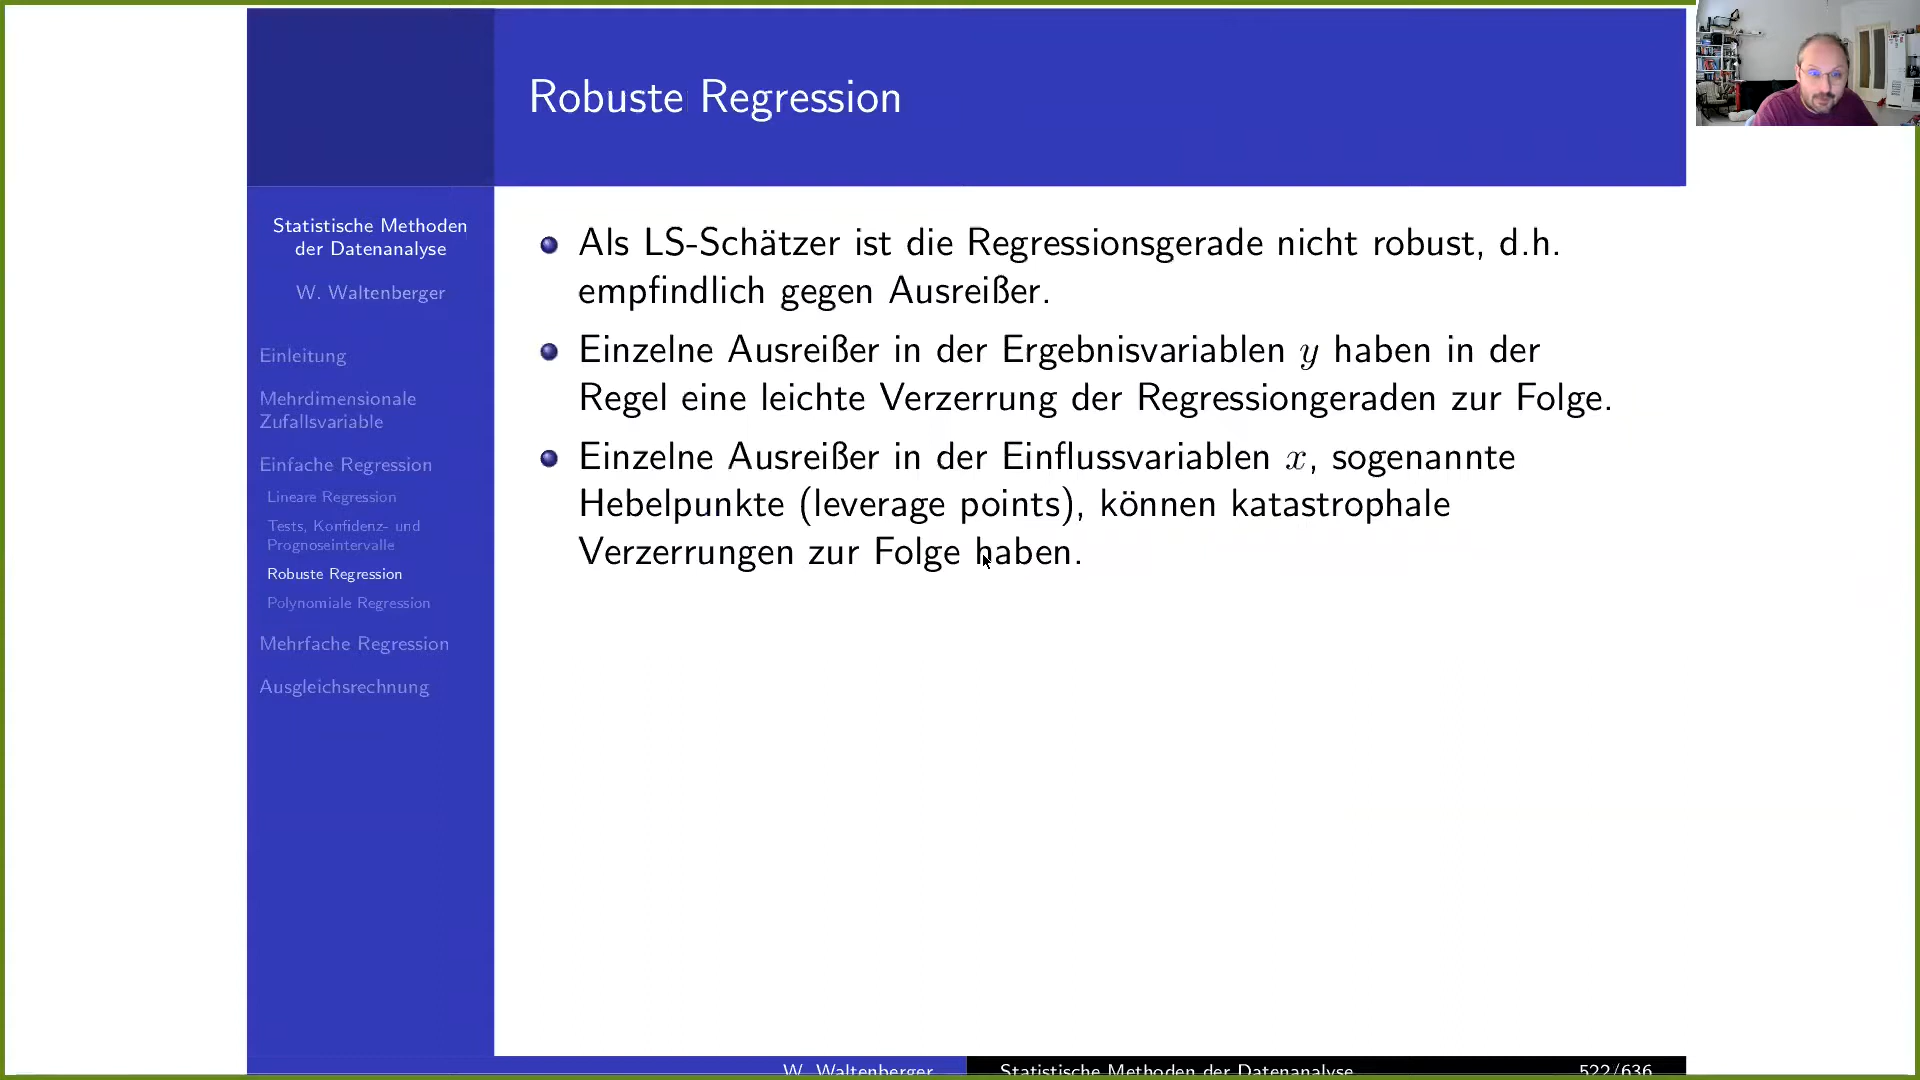 Robuste Regression
Statistische Methoden
der Datenanalyse
W. Waltenberger
Einleitung
Mehrdimensionale
Zufallsvariable
Einfache Regression
Lineare Regression
Tests, Konfidenz- und
Prognoseintervalle
Robuste Regression
Polynomiale Regression
Mehrfache Regression
Ausgleichsrechnung
Als LS-Schätzer ist die Regressionsgerade nicht robust, d.h.
empfindlich gegen Ausreißer.
Einzelne Ausreißer in der Ergebnisvariablen y haben in der
Regel eine leichte Verzerrung der Regressiongeraden zur Folge.
Einzelne Ausreißer in der Einflussvariablen x, sogenannte
Hebelpunkte (leverage points), können katastrophale
Verzerrungen zur Folge haben.
W. Waltenberger
Statistische Methoden der Datenanalyse
522/636